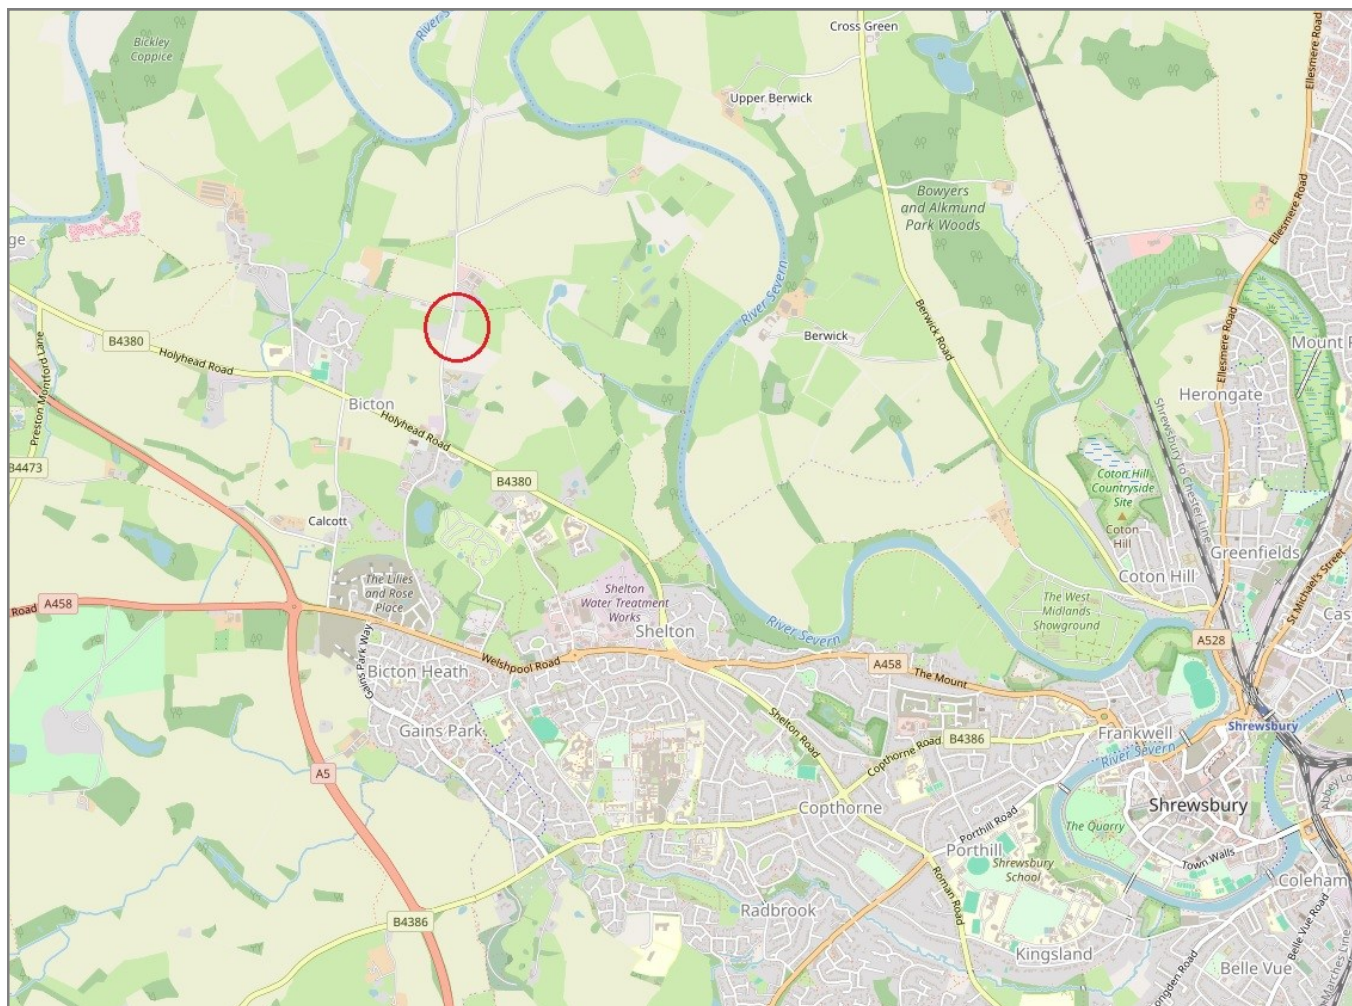 River Se
Cross Green
Bickley
Coppice
Ellesmere Road
Upper Berwick
Bowyers
and Alkmund
Park Woods
Ellesmere Road
ge
River Severn
Berwick
Berwick Road
Ellesmere Road
Mount P
B4380
Holyhead Road
Preston Montford Lane
Bicton
Holyhead Road
Herongate
Shrewsbury to Chester Line
B4473
B4380
Coton Hill
Countryside
Site
Calcott
Coton
Hill
Greenfields
St Michael's Street
Coton Hill
The Lilies
and Rose
Place
Shelton
Water Treatment
Works
The West
Midlands
Showground
Road
A458
Cas
Shelton
River Severn
A528
Gains Park Way
Welshpool Road
Bicton Heath
A458
The Mount
Gains Park
Shelton Road
Shrewsbury
Frankwell
B4386
Copthorne Road
River Severn
A5
Abbey Lo
Copthorne
Shrewsbury
Porthill Road
The Quarry
Porthill
Town Walls
Shrewsbury
School
Coleham
Roman Road
Radbrook
B4386
Belle Vue Road
Kingsland
Belle Vue
ongden Road
Marches Line